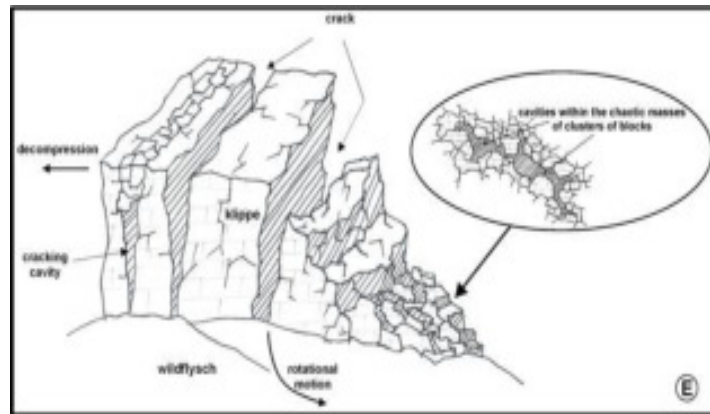 crack
cavities within the chaotic masses
of clusters of blocks
decompression
klippe
cracking
cavity
wildflysch
rotational
motion
E